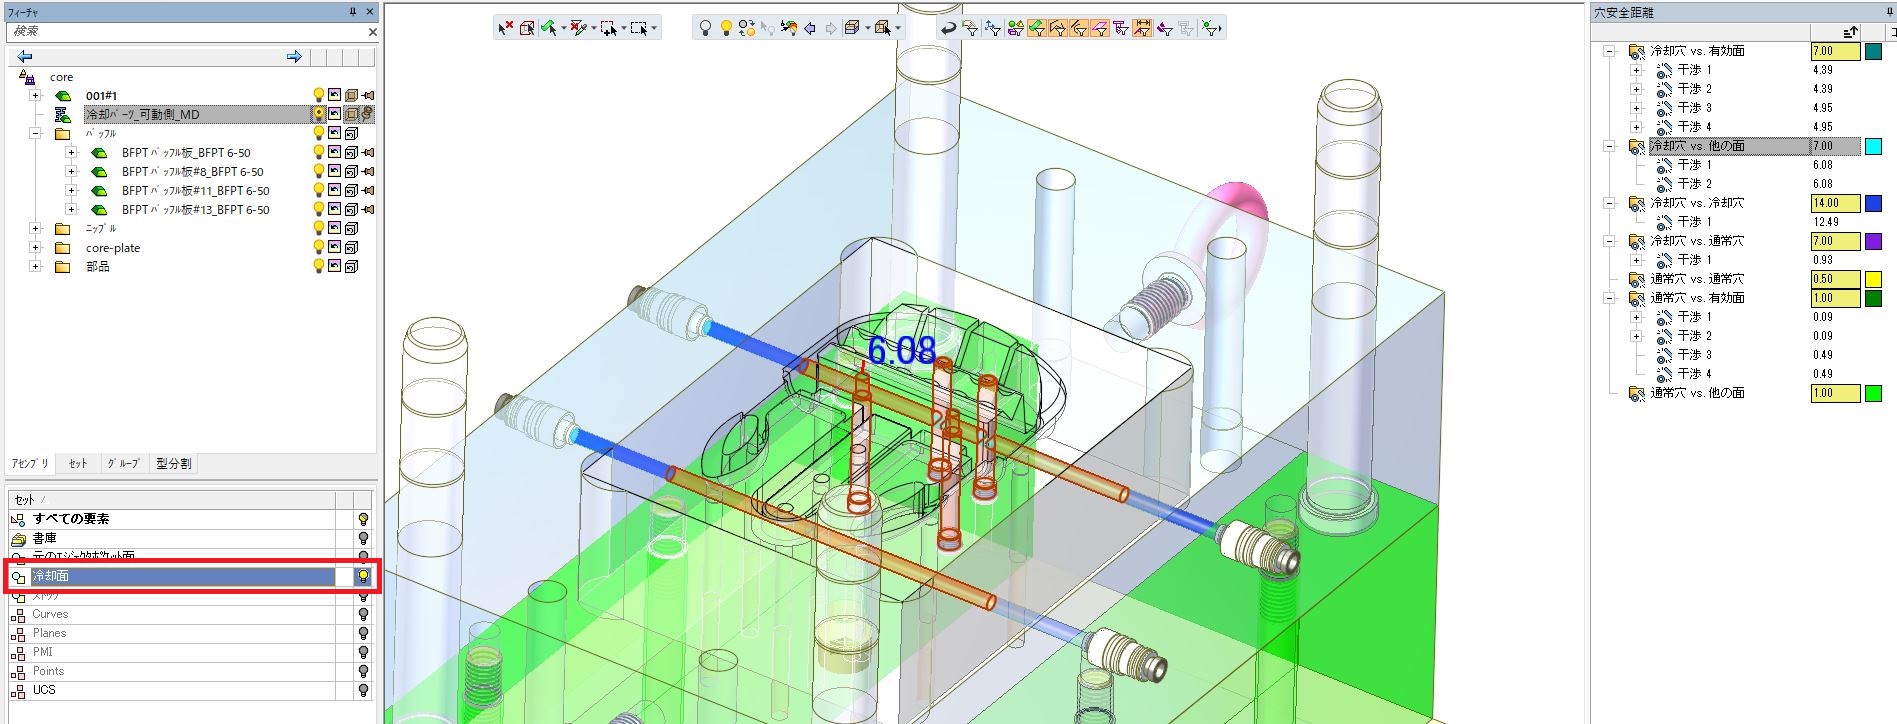 フィーチャ
検索
core
001#1
冷却ﾊﾟｰﾂ_可動側_MD
ﾊﾞｯﾌﾙ
BFPT ﾊﾞｯﾌﾙ板_BFPT 6-50
BFPT ﾊﾞｯﾌﾙ板#8_BFPT 6-50
BFPT ﾊﾞｯﾌﾙ板#11_BFPT 6-50
BFPT ﾊﾞｯﾌﾙ板#13_BFPT 6-50
ﾆｯﾌﾟﾙ
core-plate
部品
ｱｾﾝﾌﾞﾘ ｾｯﾄ ｸﾞﾙｰﾌﾟ 型分割
ｾｯﾄ
すべての要素
書庫
元のｴｼﾞｪｸﾀﾎﾟｹｯﾄ面
冷却面
ｽﾄｯｸ
Curves
Planes
PMI
Points
UCS
6.08
穴安全距離
冷却穴 vs. 有効面 7.00
干渉 1 4.39
干渉 2 4.39
干渉 3 4.95
干渉 4 4.95
冷却穴 vs. 他の面 7.00
干渉 1 6.08
干渉 2 6.08
冷却穴 vs. 冷却穴 14.00
干渉 1 12.49
冷却穴 vs. 通常穴 7.00
干渉 1 0.93
通常穴 vs. 通常穴 0.50
通常穴 vs. 有効面 1.00
干渉 1 0.09
干渉 2 0.09
干渉 3 0.49
干渉 4 0.49
通常穴 vs. 他の面 1.00